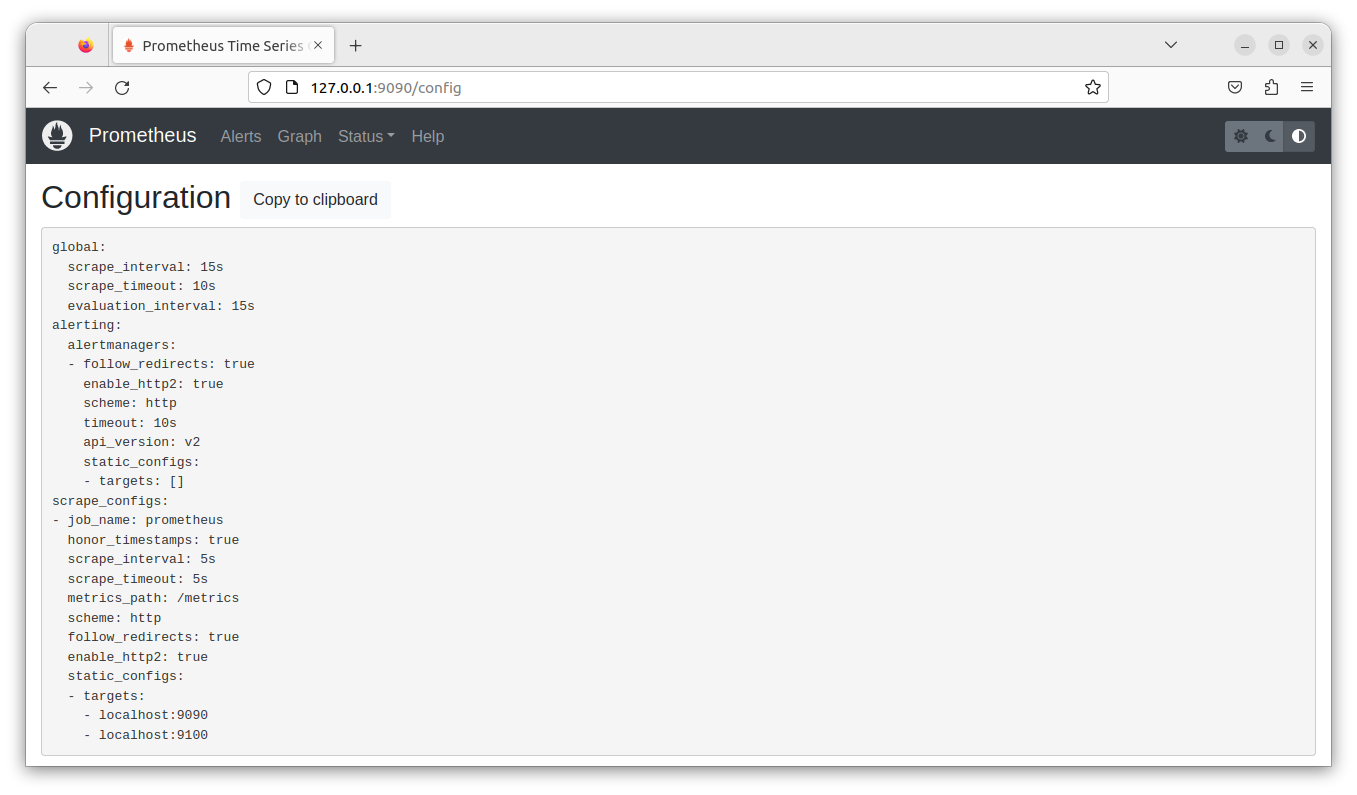 Prometheus Time Series
127.0.0.1:9090/config
Prometheus Alerts Graph Status Help
Configuration Copy to clipboard
global:
  scrape_interval: 15s
  scrape_timeout: 10s
  evaluation_interval: 15s
alerting:
  alertmanagers:
  - follow_redirects: true
    enable_http2: true
    scheme: http
    timeout: 10s
    api_version: v2
    static_configs:
    - targets: []
scrape_configs:
- job_name: prometheus
  honor_timestamps: true
  scrape_interval: 5s
  scrape_timeout: 5s
  metrics_path: /metrics
  scheme: http
  follow_redirects: true
  enable_http2: true
  static_configs:
  - targets:
    - localhost:9090
    - localhost:9100